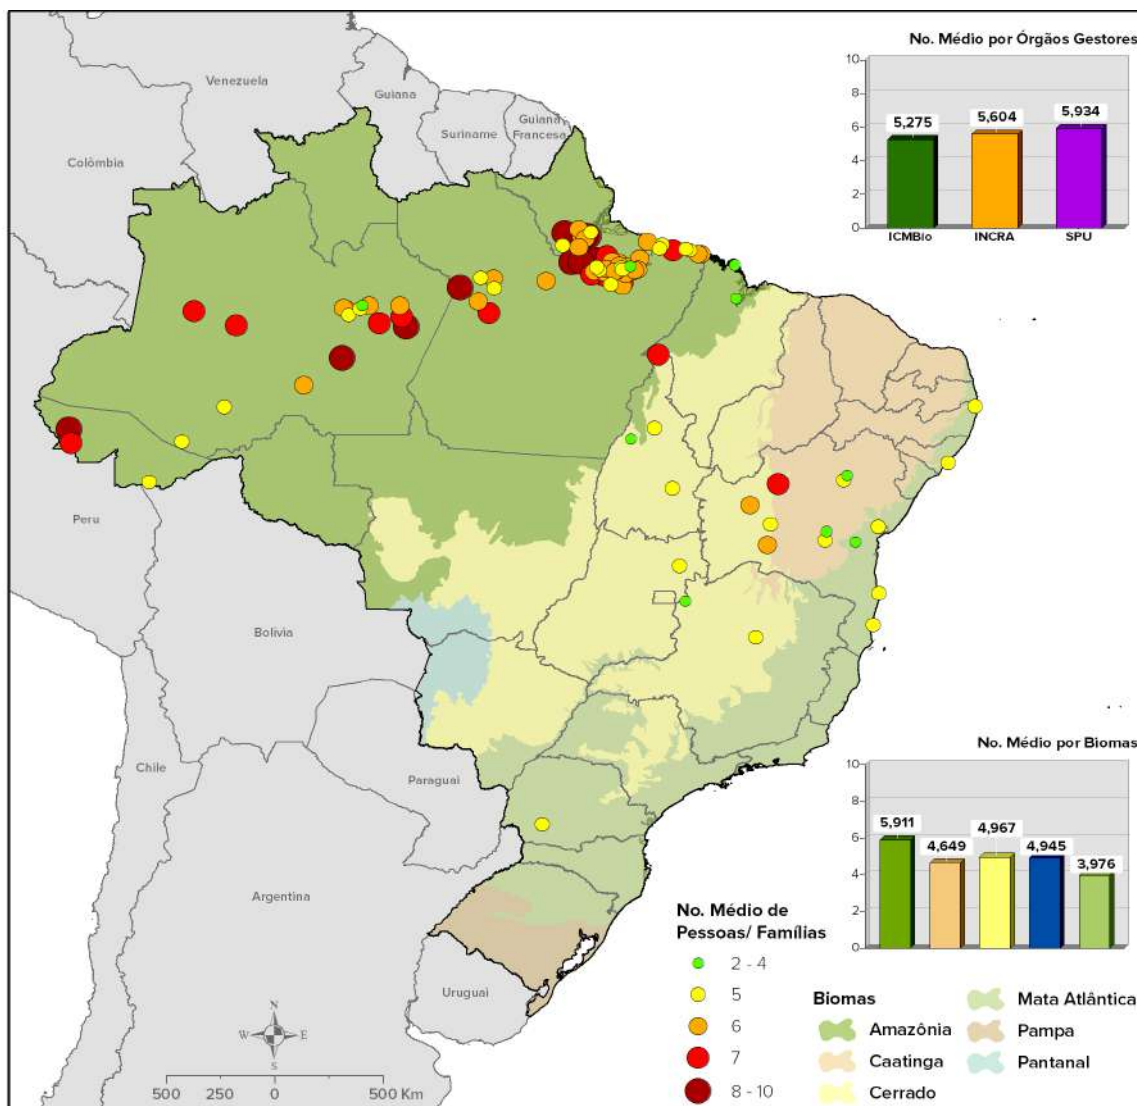 No. Médio por Órgãos Gestores
10
8
6
4
2
0
5,275
5,604
5,934
ICMBio
INCRA
SPU
Venezuela
Guiana
Suriname
Guiana
Francesa
Colômbia
Peru
Bolivia
Chile
Paraguai
Argentina
Uruguai
No. Médio por Biomas
10
8
6
4
2
0
5,911
4,649
4,967
4,945
3,976
No. Médio de
Pessoas/ Famílias
2 - 4
5
6
7
8 - 10
Biomas
Amazônia
Caatinga
Cerrado
Mata Atlântica
Pampa
Pantanal
N
W
E
S
500 250 0 500 Km